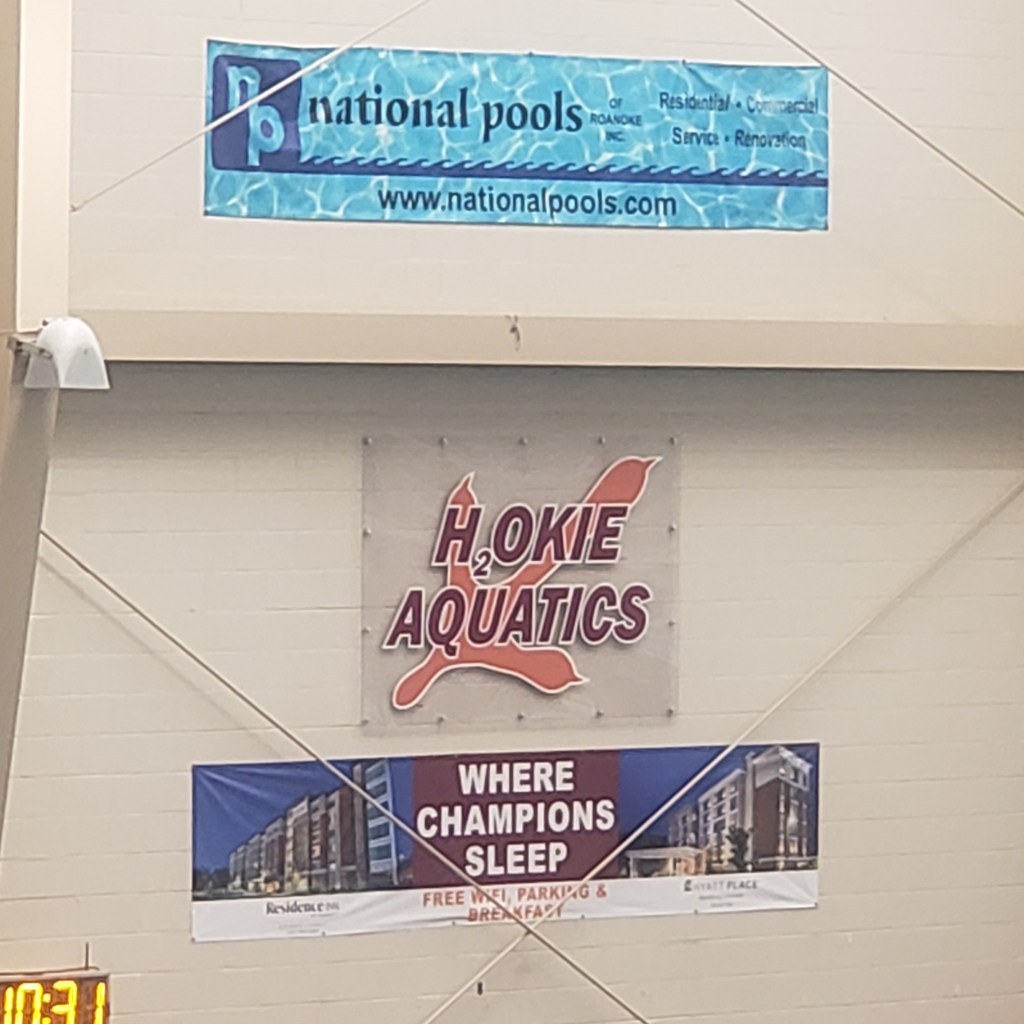 np
national pools OF ROANOKE INC.
Residential • Commercial
Service • Renovation
www.nationalpools.com
H2OKIE
AQUATICS
WHERE
CHAMPIONS
SLEEP
FREE WIFI, PARKING &
BREAKFAST
Residence INN
HYATT PLACE
10:31